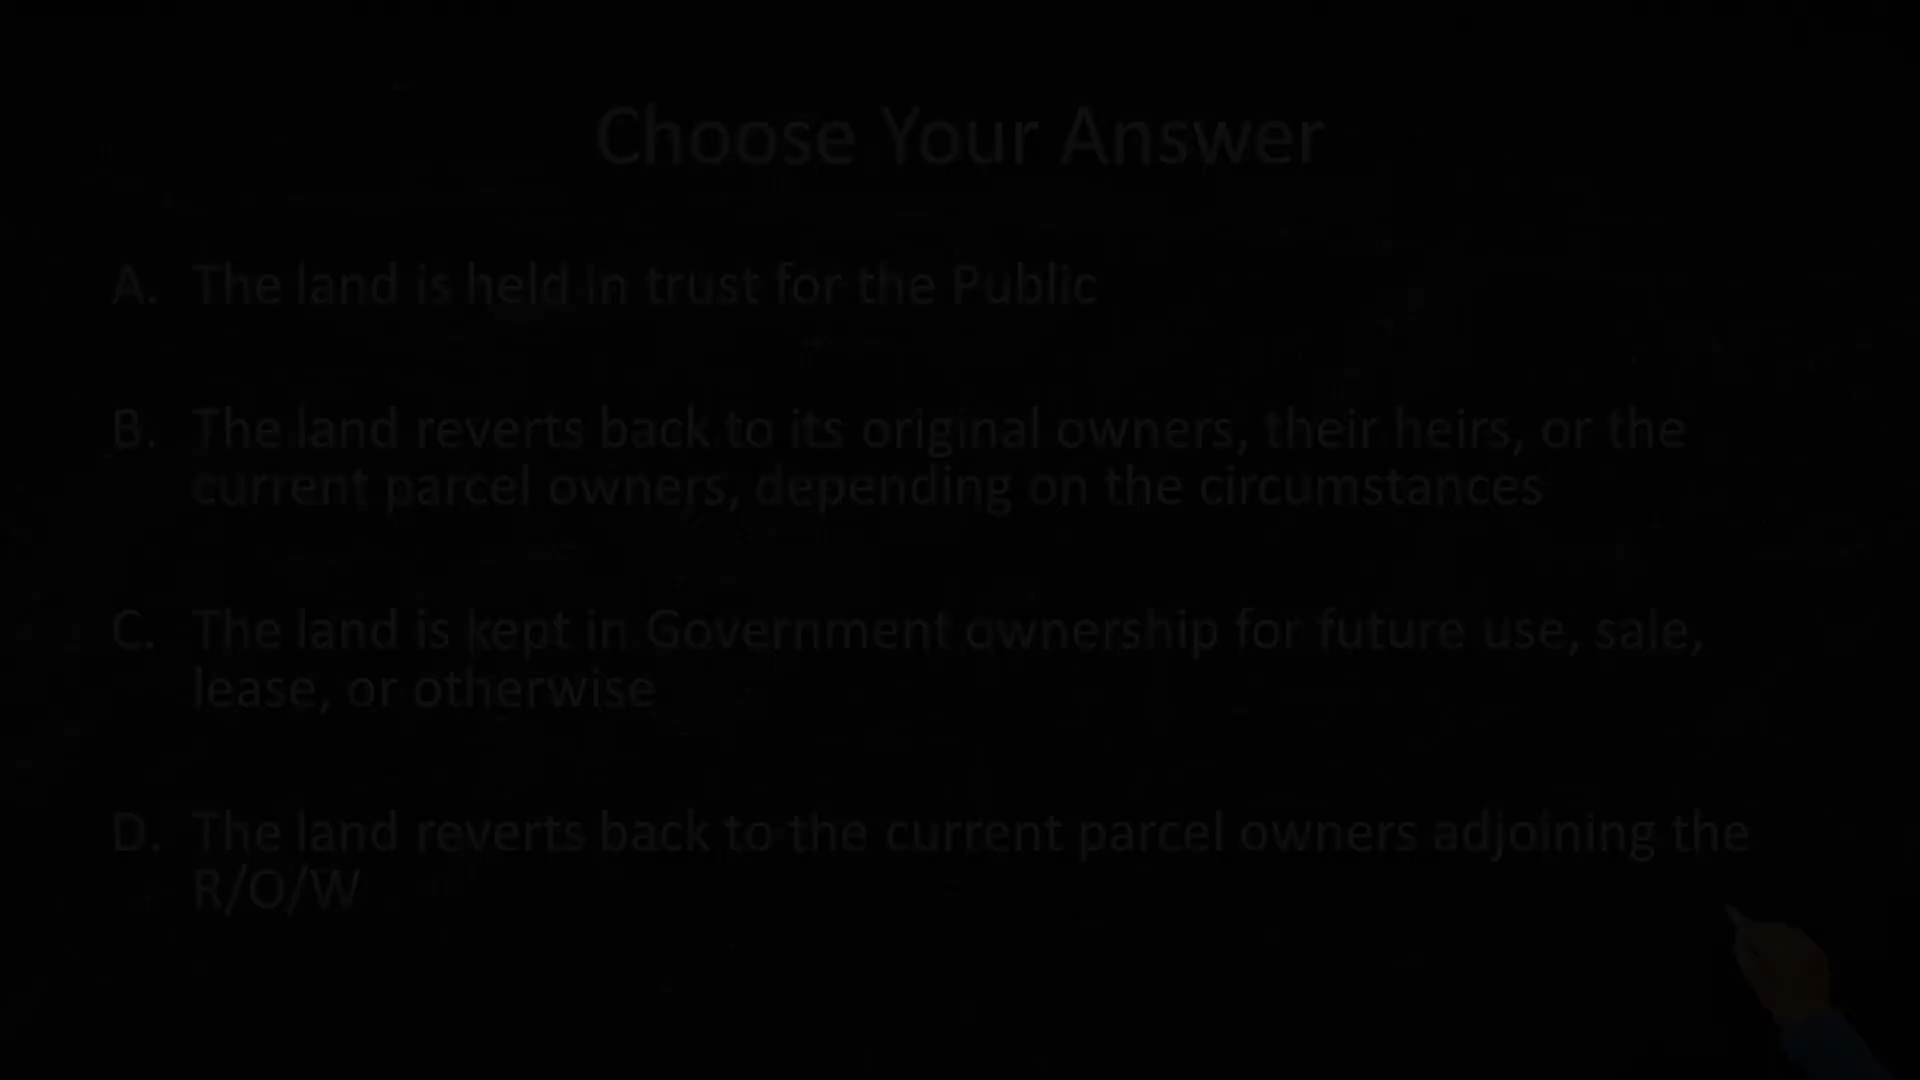 Choose Your Answer
A. The land is held in trust for the Public
B. The land reverts back to its original owners, their heirs, or the
current parcel owners, depending on the circumstances
C. The land is kept in Government ownership for future use, sale,
lease, or otherwise
D. The land reverts back to the current parcel owners adjoining the
R/O/W